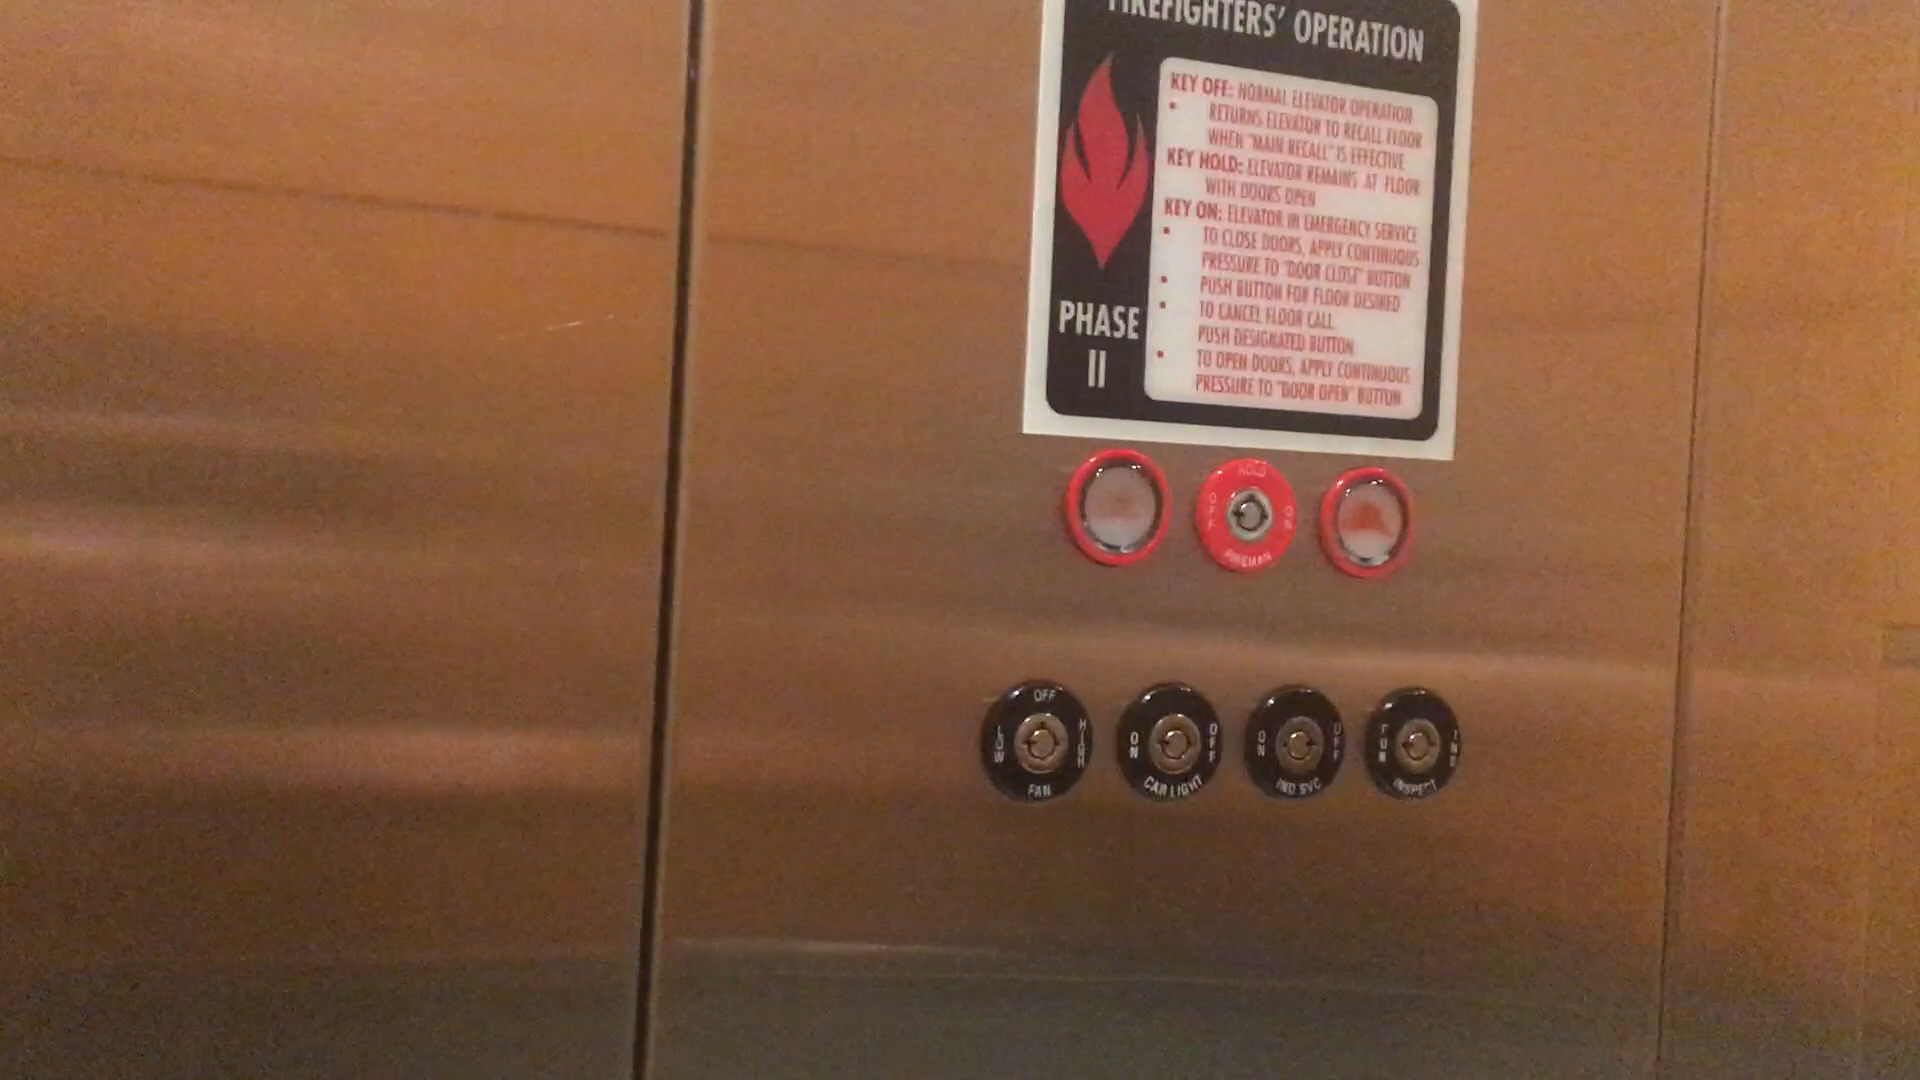 FIREFIGHTERS' OPERATION
KEY OFF: NORMAL ELEVATOR OPERATION
• RETURNS ELEVATOR TO RECALL FLOOR
WHEN "MAIN RECALL" IS EFFECTIVE
KEY HOLD: ELEVATOR REMAINS AT FLOOR
WITH DOORS OPEN
KEY ON: ELEVATOR IN EMERGENCY SERVICE
• TO CLOSE DOORS, APPLY CONTINUOUS
PRESSURE TO "DOOR CLOSE" BUTTON
• PUSH BUTTON FOR FLOOR DESIRED
• TO CANCEL FLOOR CALL
PUSH DESIGNATED BUTTON
• TO OPEN DOORS, APPLY CONTINUOUS
PRESSURE TO "DOOR OPEN" BUTTON
PHASE
II
HOLD
OFF
ON
FIREMAN
OFF
LOW
HIGH
FAN
ON
OFF
CAR LIGHT
ON
OFF
IND SVC
RUN
INS
INSPECT